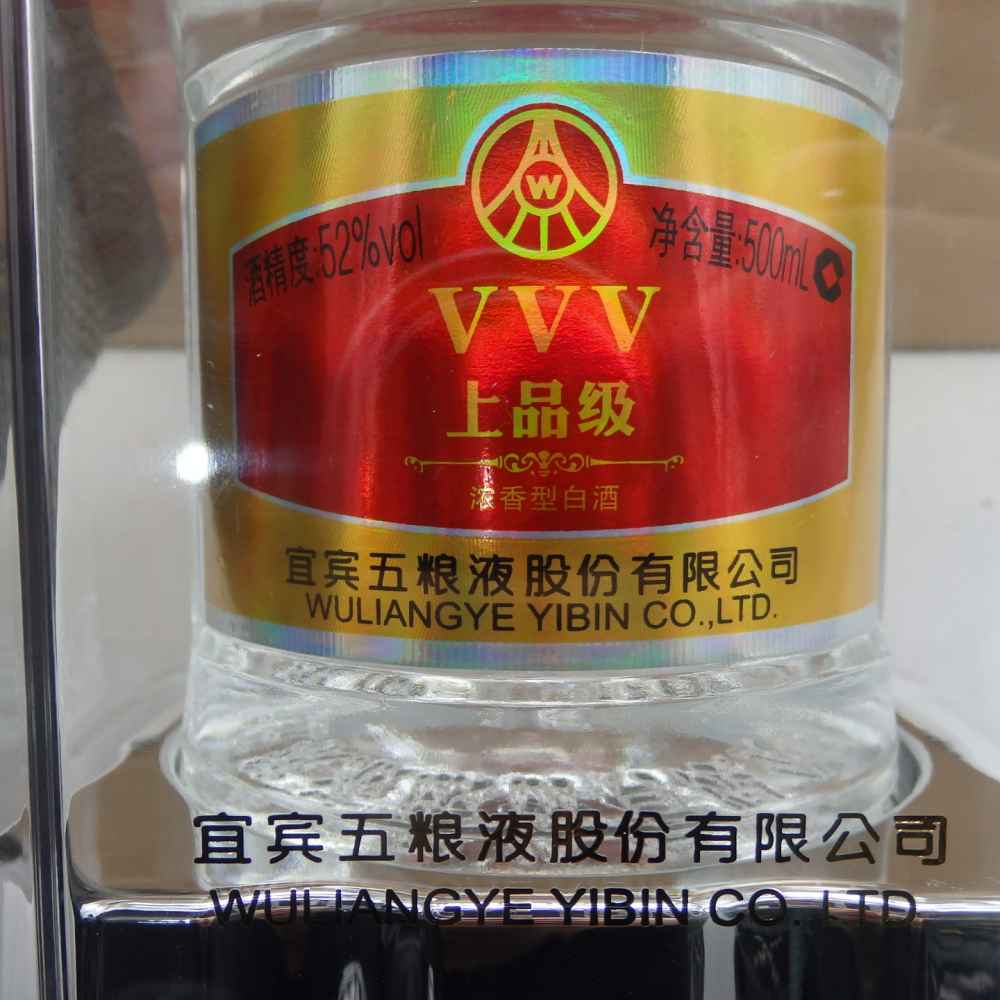 W
酒精度:52%vol
净含量:500mL
VVV
上品级
浓香型白酒
宜宾五粮液股份有限公司
WULIANGYE YIBIN CO.,LTD.
宜宾五粮液股份有限公司
WULIANGYE YIBIN CO.,LTD.